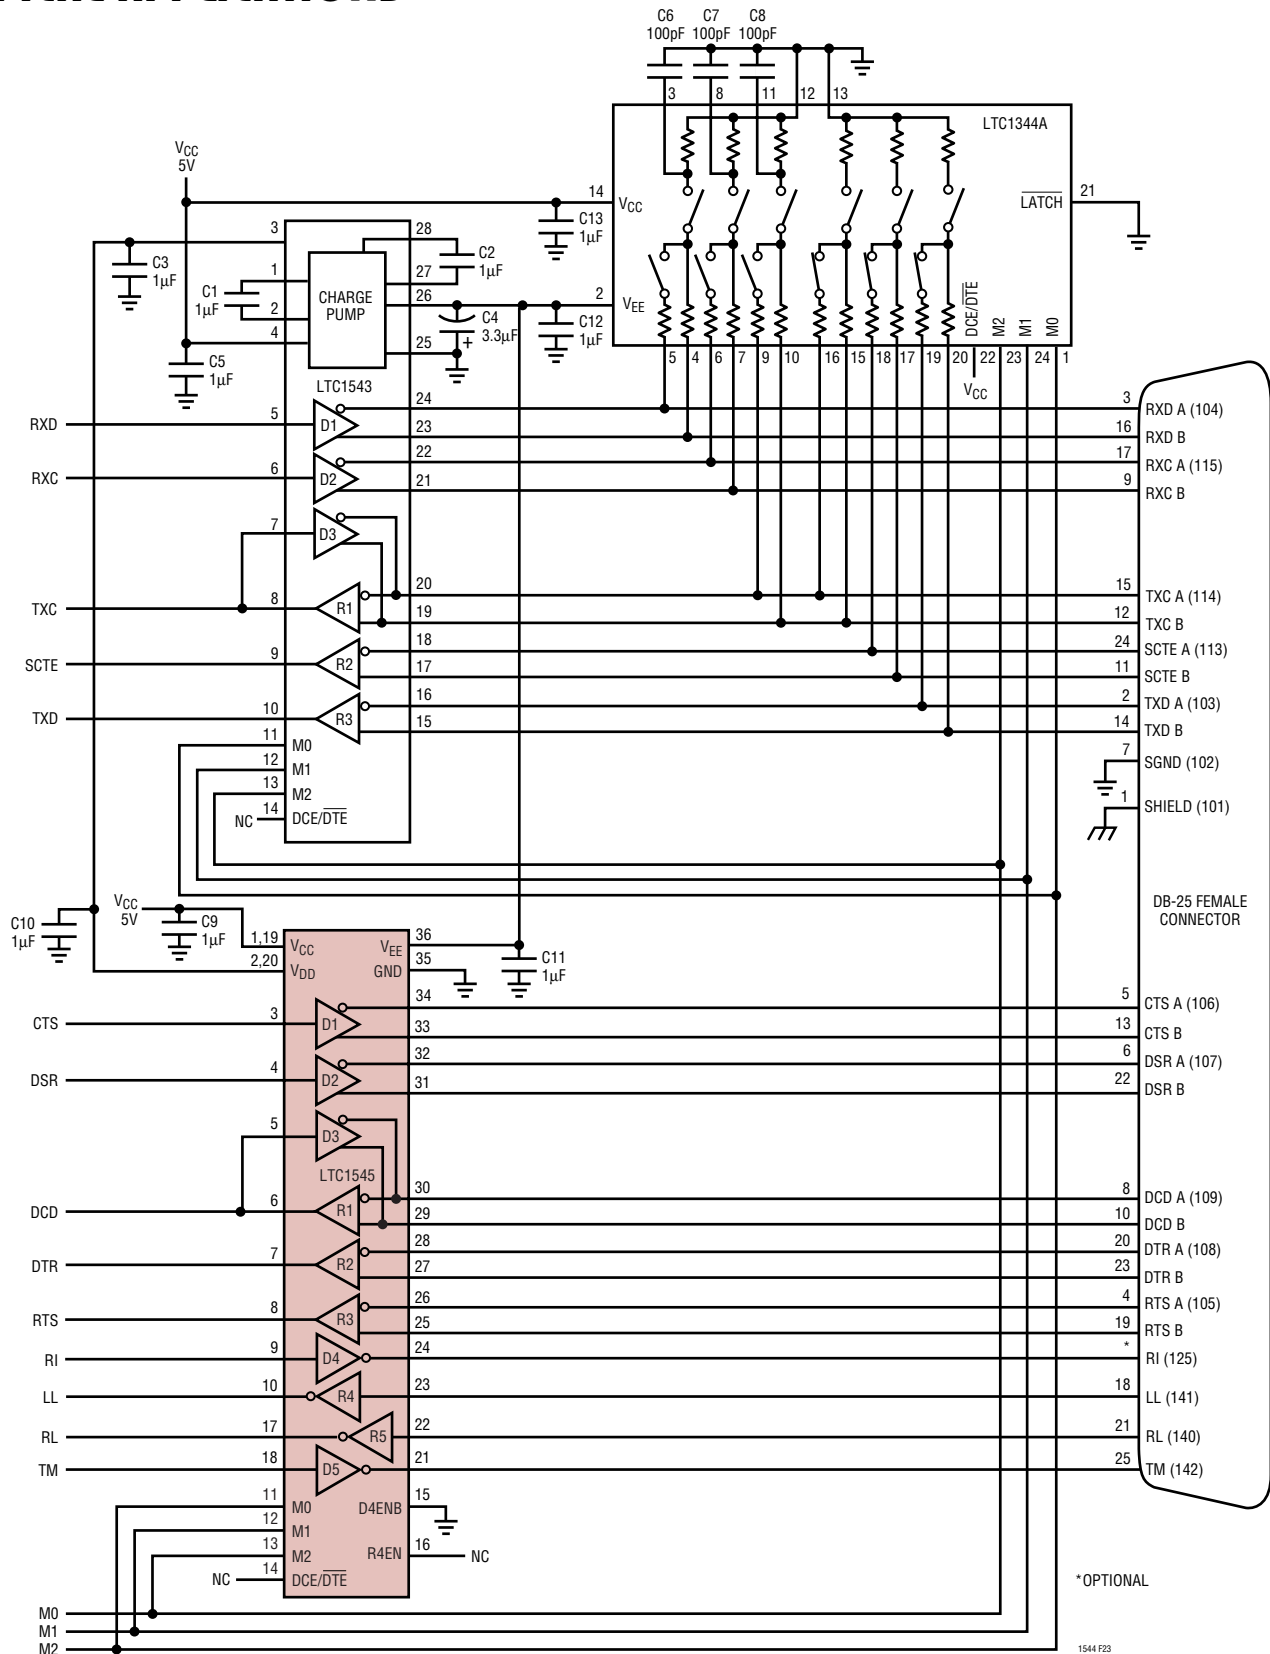 C6 C7 C8
100pF 100pF 100pF
3 8 11 12 13
LTC1344A
VCC
5V
14
VCC
LATCH
21
C13
1µF
3
28
C3
1µF
C2
1µF
1
27
C1
1µF
CHARGE
PUMP
26
2
VEE
2
C4
3.3µF
+
C12
1µF
4
25
C5
1µF
DCE/DTE
M2
M1
M0
5 4 6 7 9 10 16 15 18 17 19 20 22 23 24 1
VCC
LTC1543
RXD 5 D1 24 3 RXD A (104)
23 16 RXD B
RXC 6 D2 22 17 RXC A (115)
21 9 RXC B
7 D3
TXC 8 R1 20 15 TXC A (114)
19 12 TXC B
SCTE 9 R2 18 24 SCTE A (113)
17 11 SCTE B
TXD 10 R3 16 2 TXD A (103)
15 14 TXD B
11 M0
12 M1
13 M2
NC 14 DCE/DTE
7 SGND (102)
1 SHIELD (101)
DB-25 FEMALE
CONNECTOR
C10
1µF
VCC
5V
C9
1µF
1,19 VCC
2,20 VDD
VEE 36
GND 35
C11
1µF
CTS 3 D1 34 5 CTS A (106)
33 13 CTS B
DSR 4 D2 32 6 DSR A (107)
31 22 DSR B
5 D3
LTC1545
DCD 6 R1 30 8 DCD A (109)
29 10 DCD B
DTR 7 R2 28 20 DTR A (108)
27 23 DTR B
RTS 8 R3 26 4 RTS A (105)
25 19 RTS B
RI 9 D4 24 * RI (125)
LL 10 R4 23 18 LL (141)
RL 17 R5 22 21 RL (140)
TM 18 D5 21 25 TM (142)
11 M0 D4ENB 15
12 M1
13 M2 R4EN 16 NC
NC 14 DCE/DTE
*OPTIONAL
M0
M1
M2
1544 F23